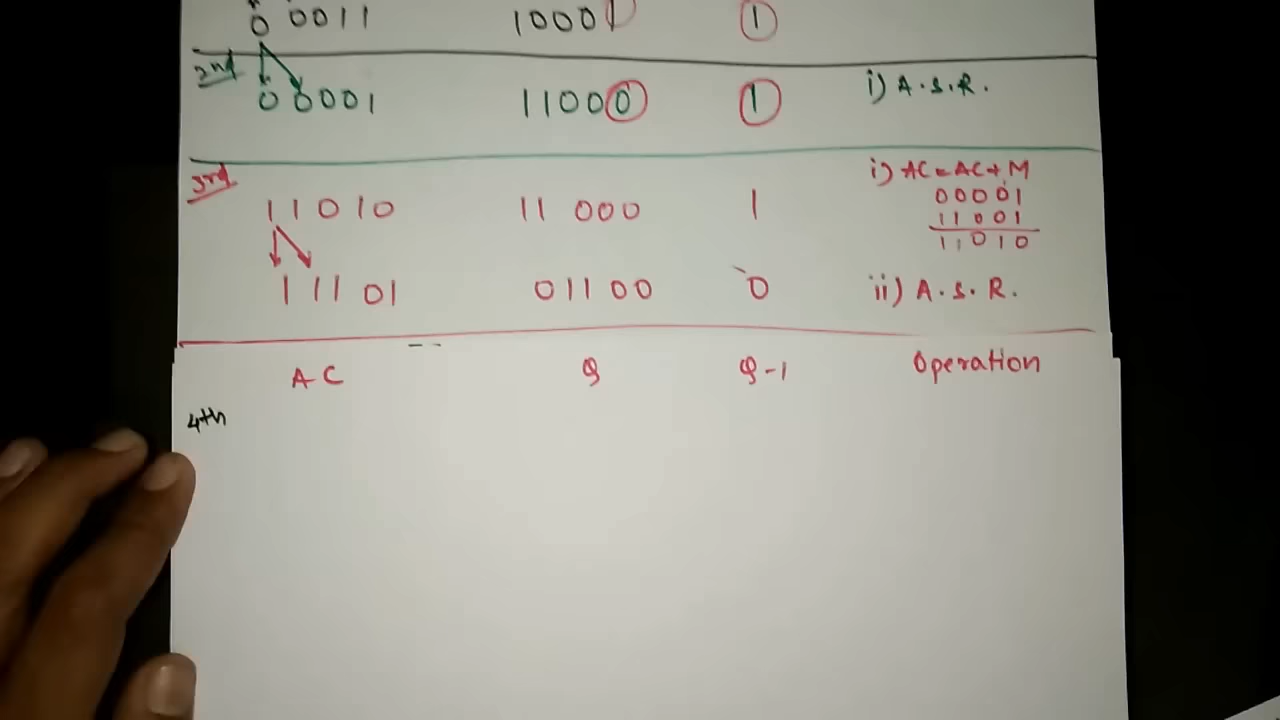 0 0011 10001 1
2nd
0 0001 11000 1 i) A.S.R.
3rd
i) AC=AC+M
00001
11010 11 000 1
11001
11010
11101 01100 0 ii) A.S.R.
AC Q Q-1 Operation
4th